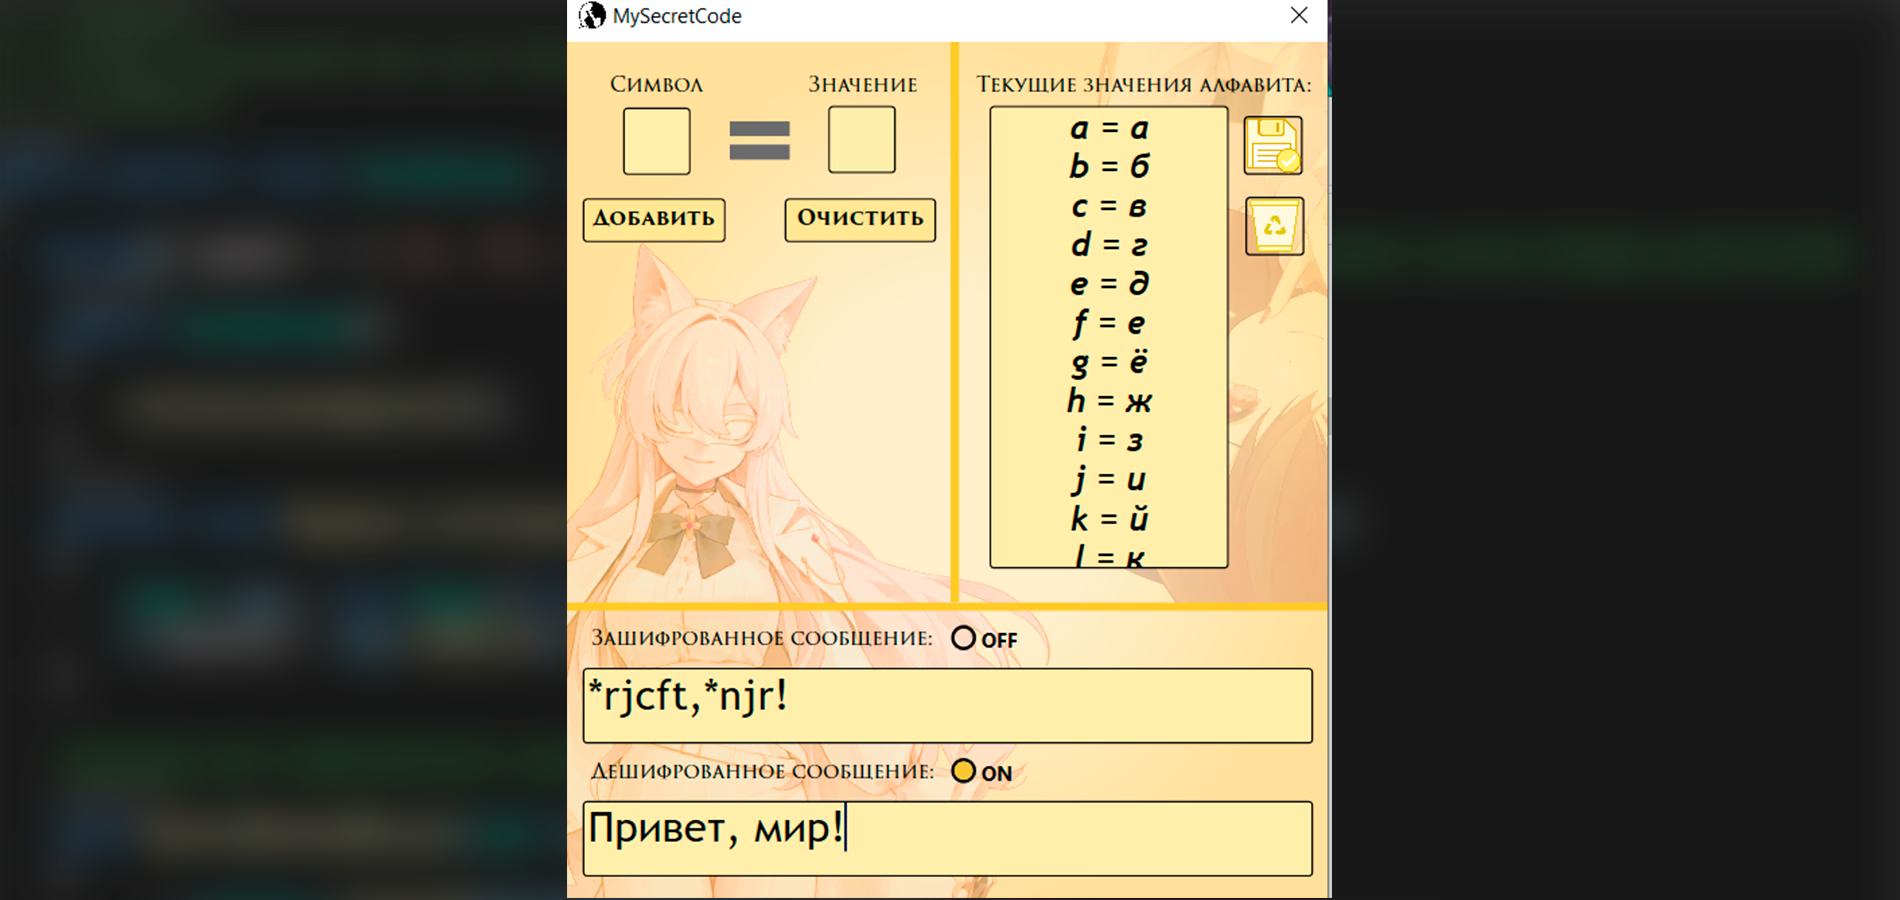 MySecretCode
Символ
Значение
Добавить
Очистить
Текущие значения алфавита:
a = а
b = б
c = в
d = г
e = д
f = е
g = ё
h = ж
i = з
j = и
k = й
l = к
Зашифрованное сообщение:
OFF
*rjcft,*njr!
Дешифрованное сообщение:
ON
Привет, мир!